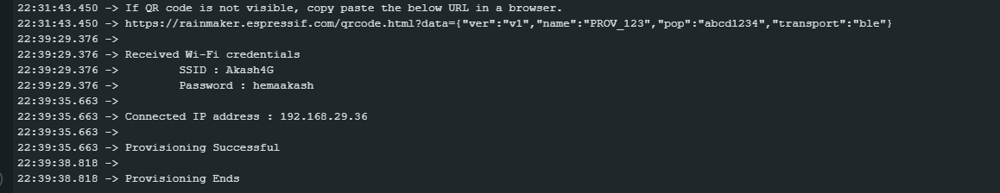 22:31:43.450 -> If QR code is not visible, copy paste the below URL in a browser.
22:31:43.450 -> https://rainmaker.espressif.com/qrcode.html?data={"ver":"v1","name":"PROV_123","pop":"abcd1234","transport":"ble"}
22:39:29.376 ->
22:39:29.376 -> Received Wi-Fi credentials
22:39:29.376 -> 	SSID : Akash4G
22:39:29.376 -> 	Password : hemaakash
22:39:35.663 ->
22:39:35.663 -> Connected IP address : 192.168.29.36
22:39:35.663 ->
22:39:35.663 -> Provisioning Successful
22:39:38.818 ->
22:39:38.818 -> Provisioning Ends